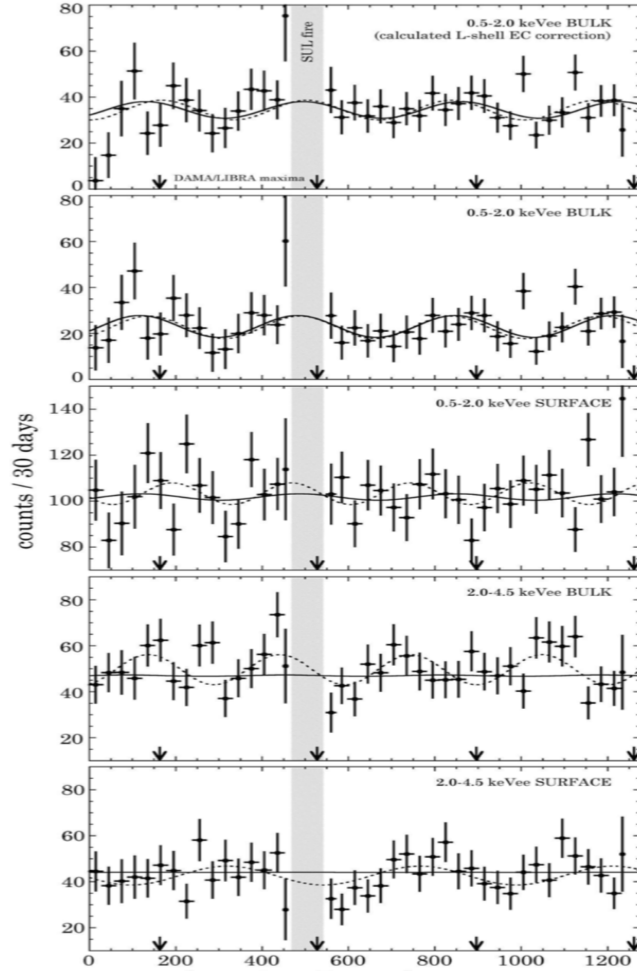 80
60
40
20
0
0.5-2.0 keVee BULK
(calculated L-shell EC correction)
SUL fire
DAMA/LIBRA maxima
80
60
40
20
0
0.5-2.0 keVee BULK
140
120
100
80
0.5-2.0 keVee SURFACE
counts / 30 days
80
60
40
20
2.0-4.5 keVee BULK
80
60
40
20
2.0-4.5 keVee SURFACE
0 200 400 600 800 1000 1200